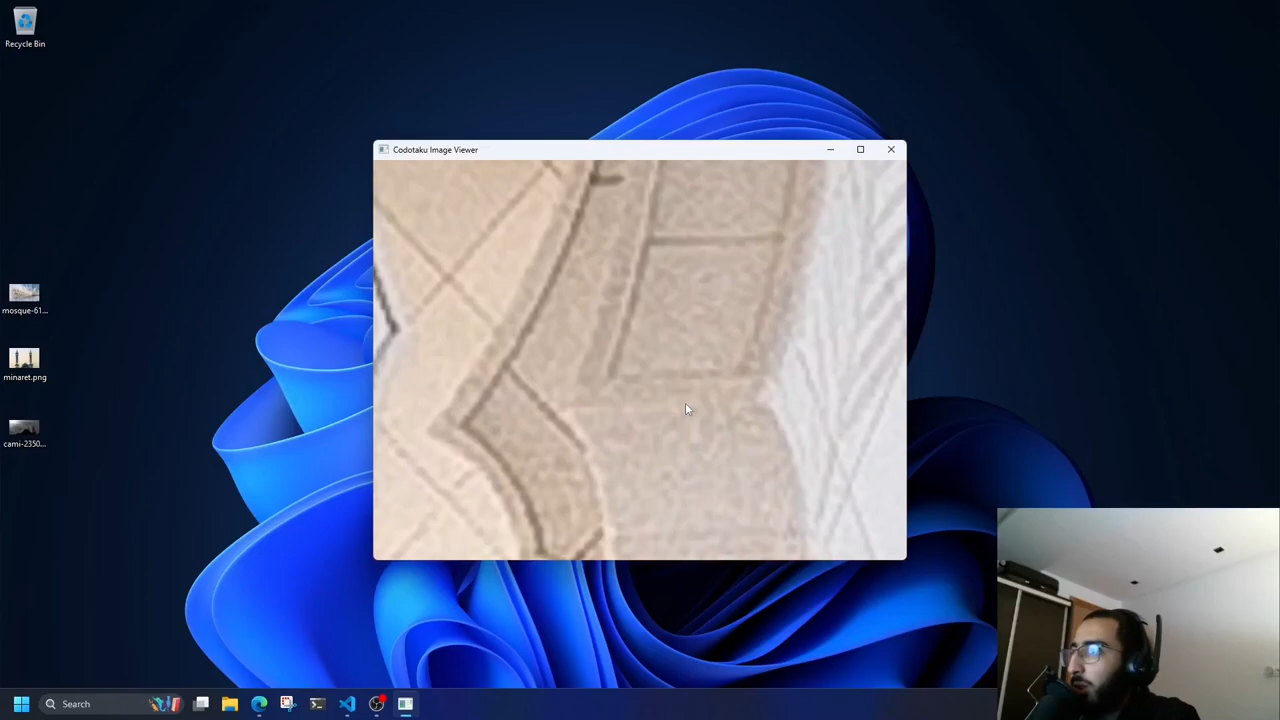 Recycle Bin
Codotaku Image Viewer
mosque-61...
minaret.png
cami-2350...
Search